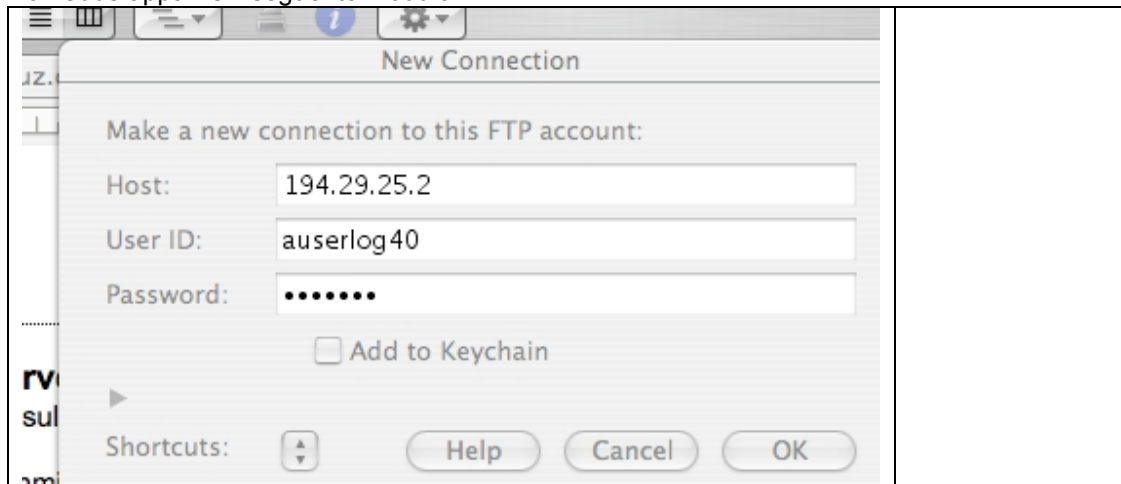 New Connection
Make a new connection to this FTP account:
Host: 194.29.25.2
User ID: auserlog40
Password: •••••••
Add to Keychain
Shortcuts:
Help Cancel OK